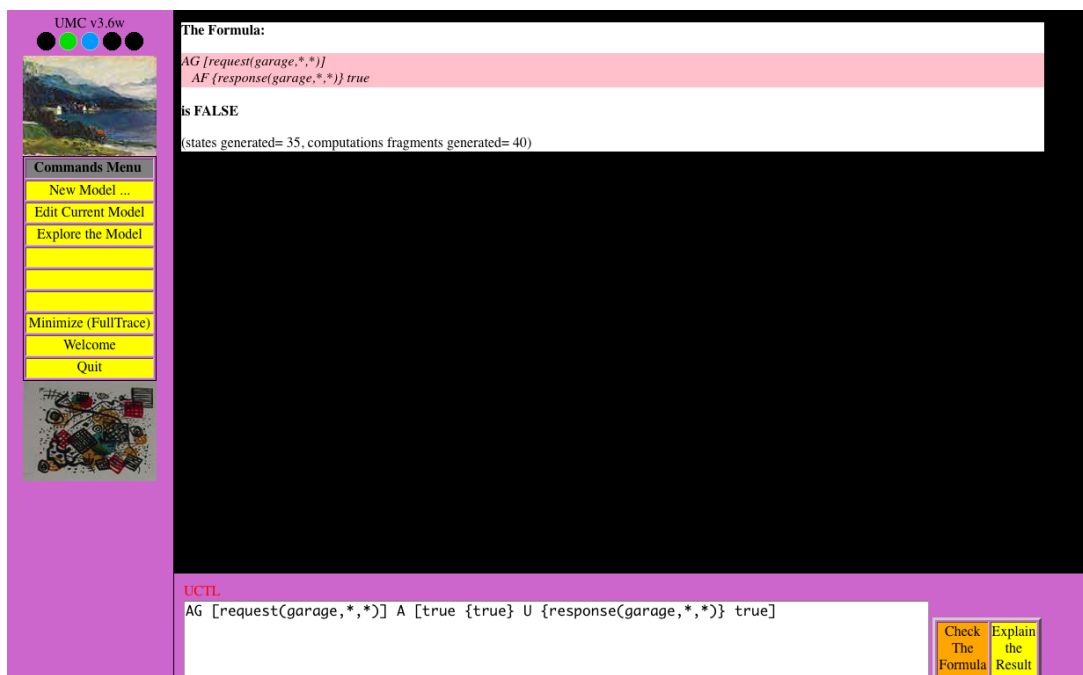 UMC v3.6w
Commands Menu
New Model ...
Edit Current Model
Explore the Model
Minimize (FullTrace)
Welcome
Quit
The Formula:
AG [request(garage,*,*)]
AF {response(garage,*,*)} true
is FALSE
(states generated= 35, computations fragments generated= 40)
UCTL
AG [request(garage,*,*)] A [true {true} U {response(garage,*,*)} true]
Check
The
Formula
Explain
the
Result